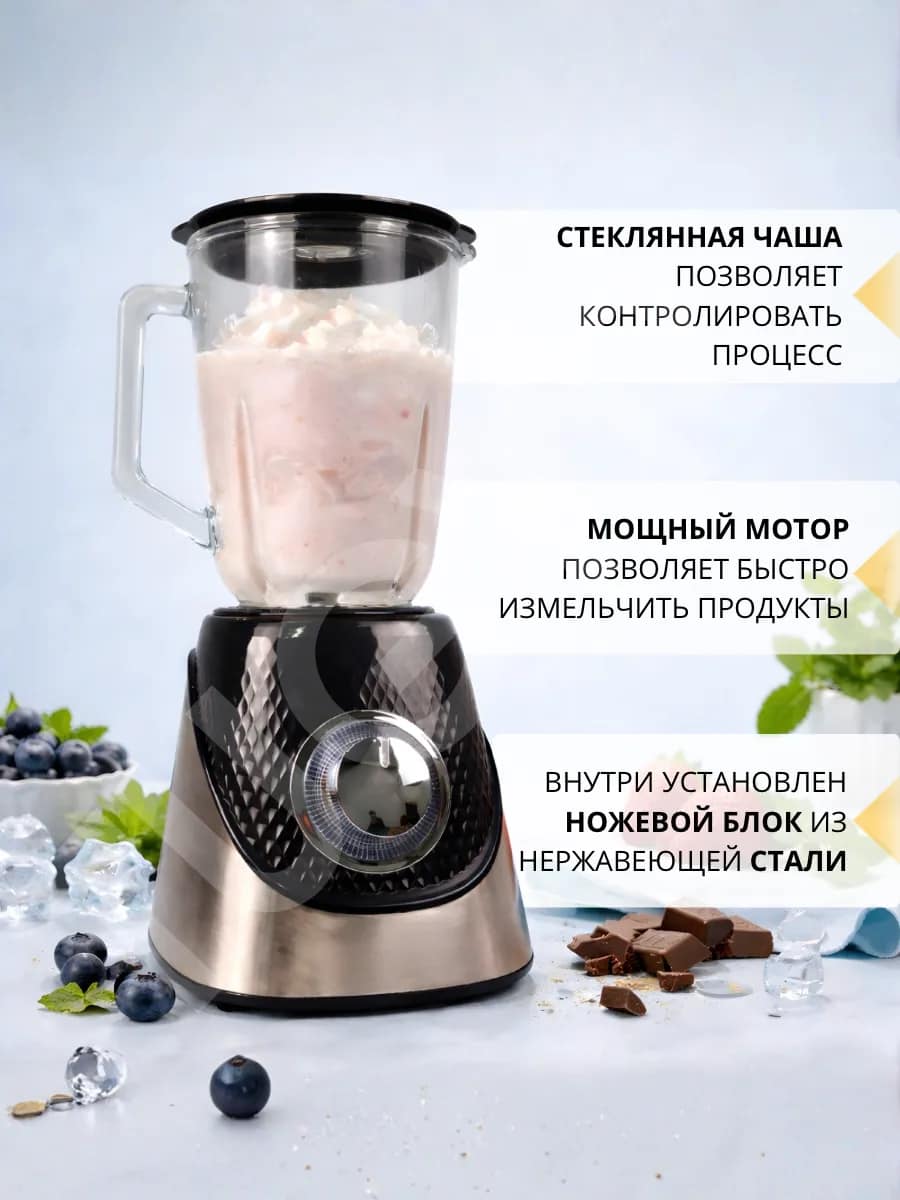 СТЕКЛЯННАЯ ЧАША
ПОЗВОЛЯЕТ
КОНТРОЛИРОВАТЬ
ПРОЦЕСС
МОЩНЫЙ МОТОР
ПОЗВОЛЯЕТ БЫСТРО
ИЗМЕЛЬЧИТЬ ПРОДУКТЫ
ВНУТРИ УСТАНОВЛЕН
НОЖЕВОЙ БЛОК ИЗ
НЕРЖАВЕЮЩЕЙ СТАЛИ